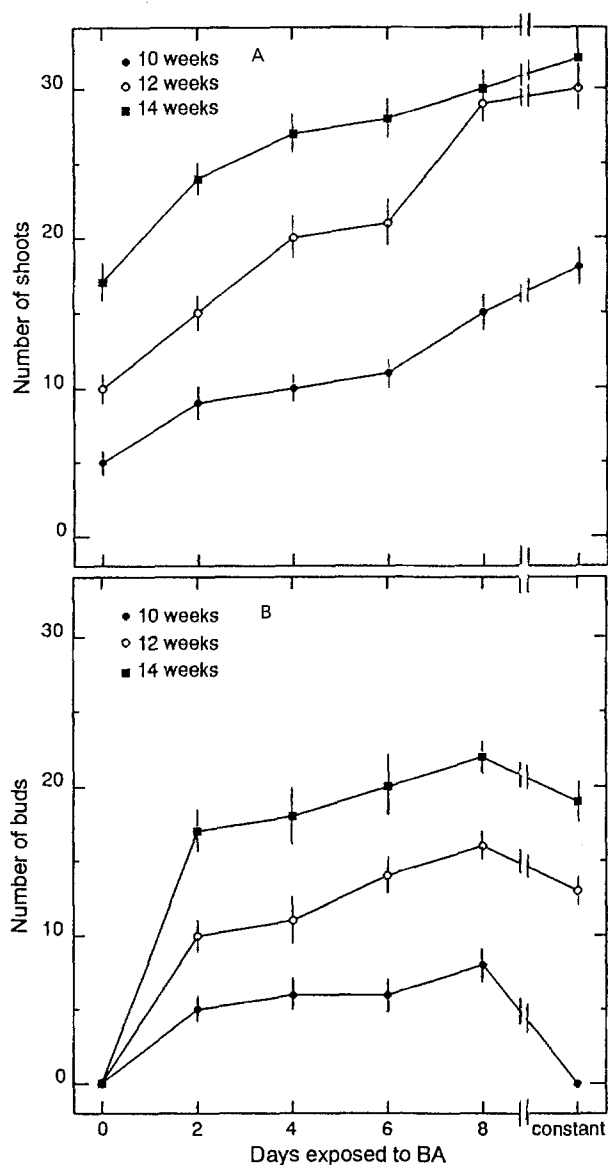 A
10 weeks
12 weeks
14 weeks
30
20
10
0
Number of shoots
B
10 weeks
12 weeks
14 weeks
30
20
10
0
Number of buds
0 2 4 6 8 constant
Days exposed to BA